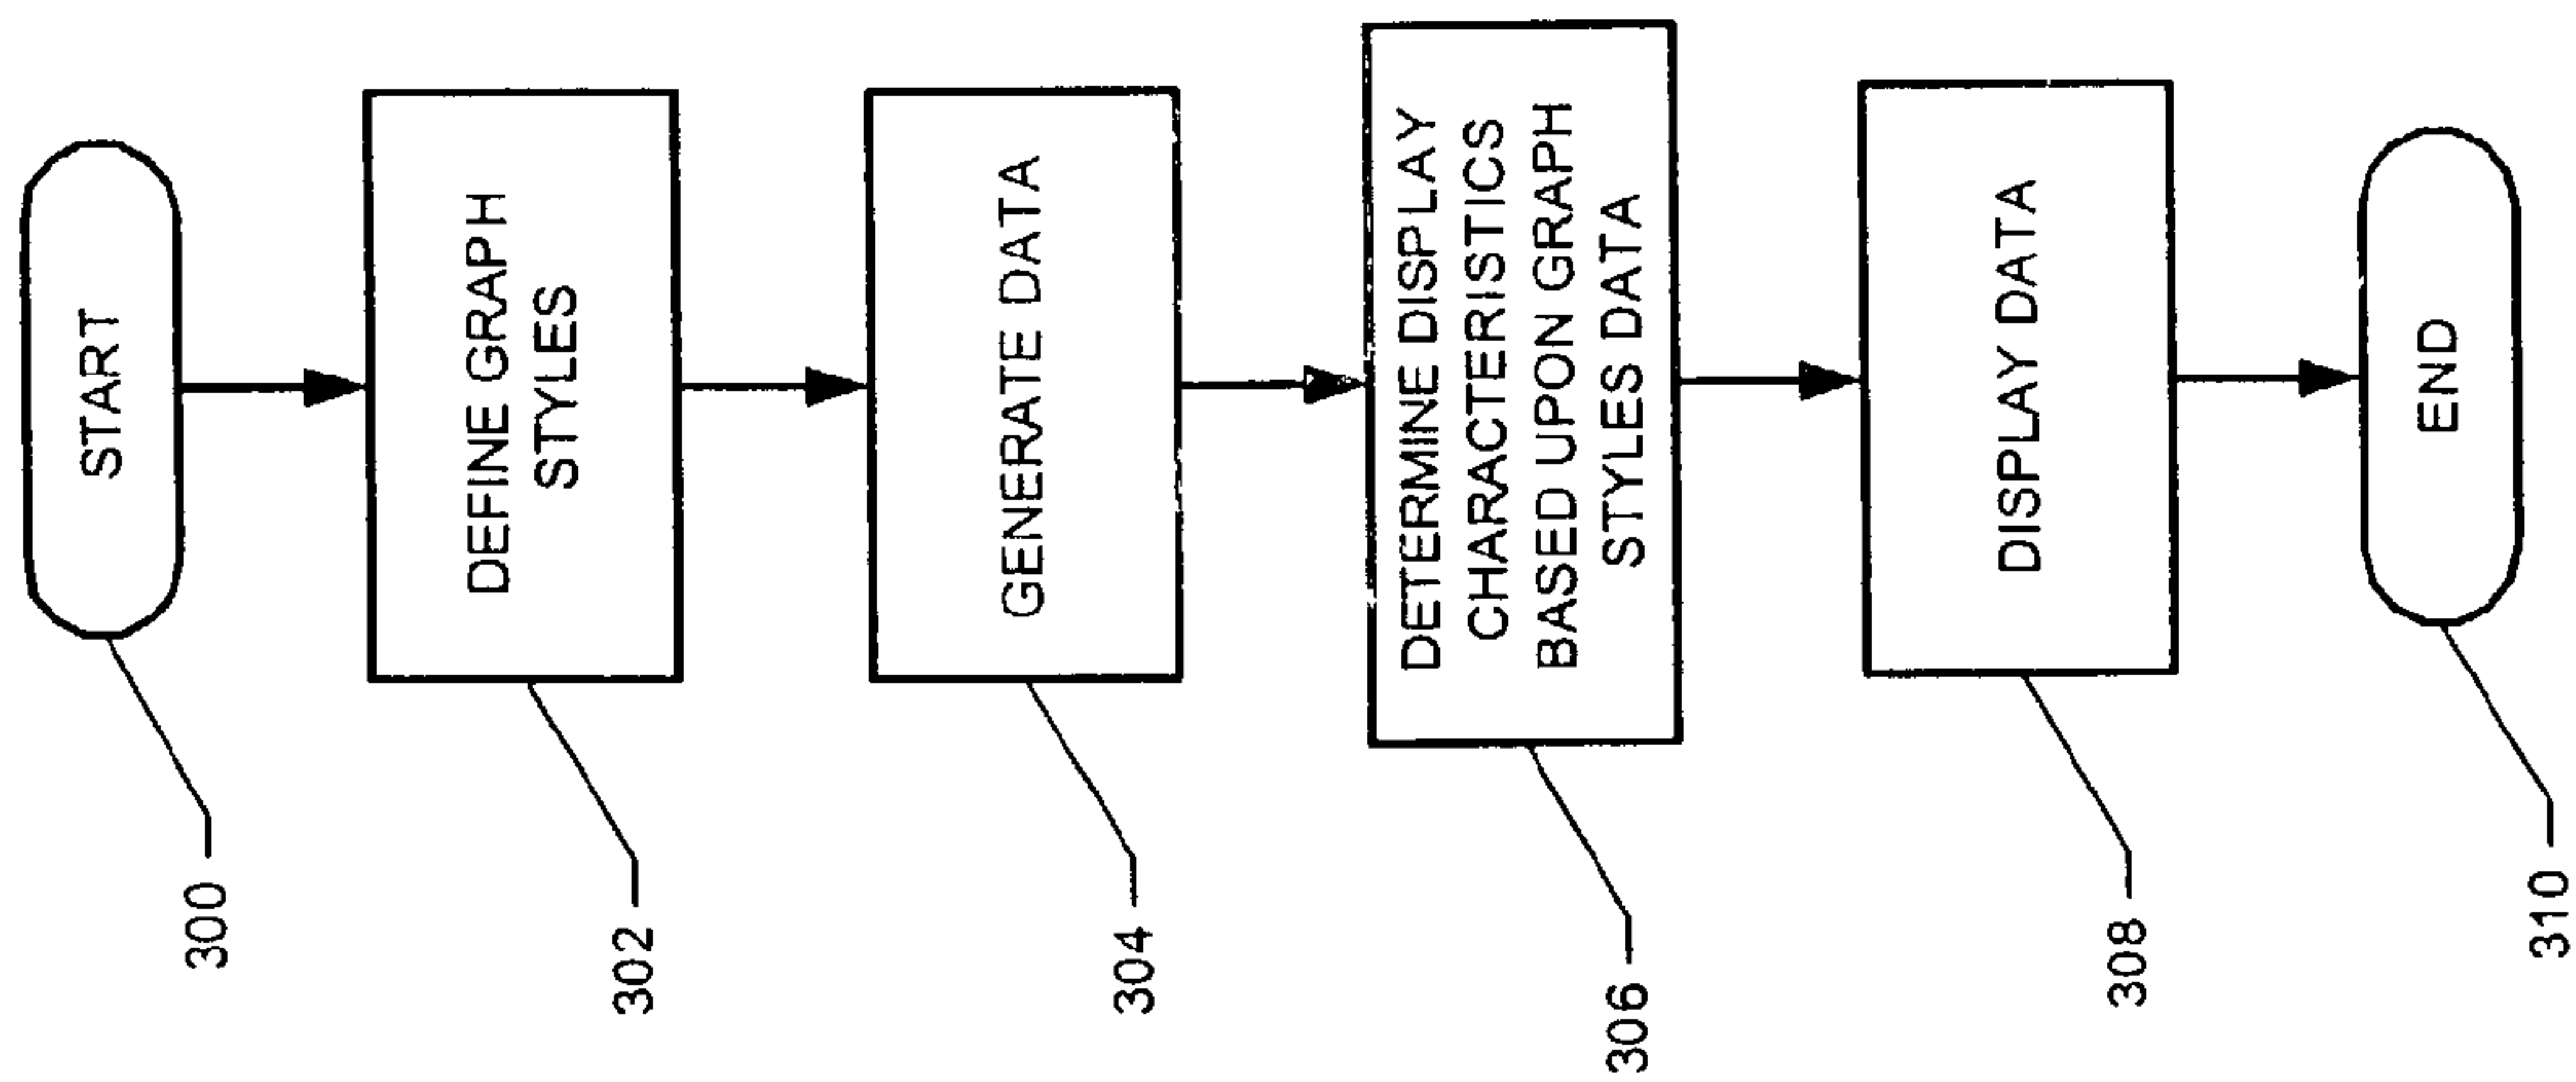 START
300
DEFINE GRAPH
STYLES
302
GENERATE DATA
304
DETERMINE DISPLAY
CHARACTERISTICS
BASED UPON GRAPH
STYLES DATA
306
DISPLAY DATA
308
END
310